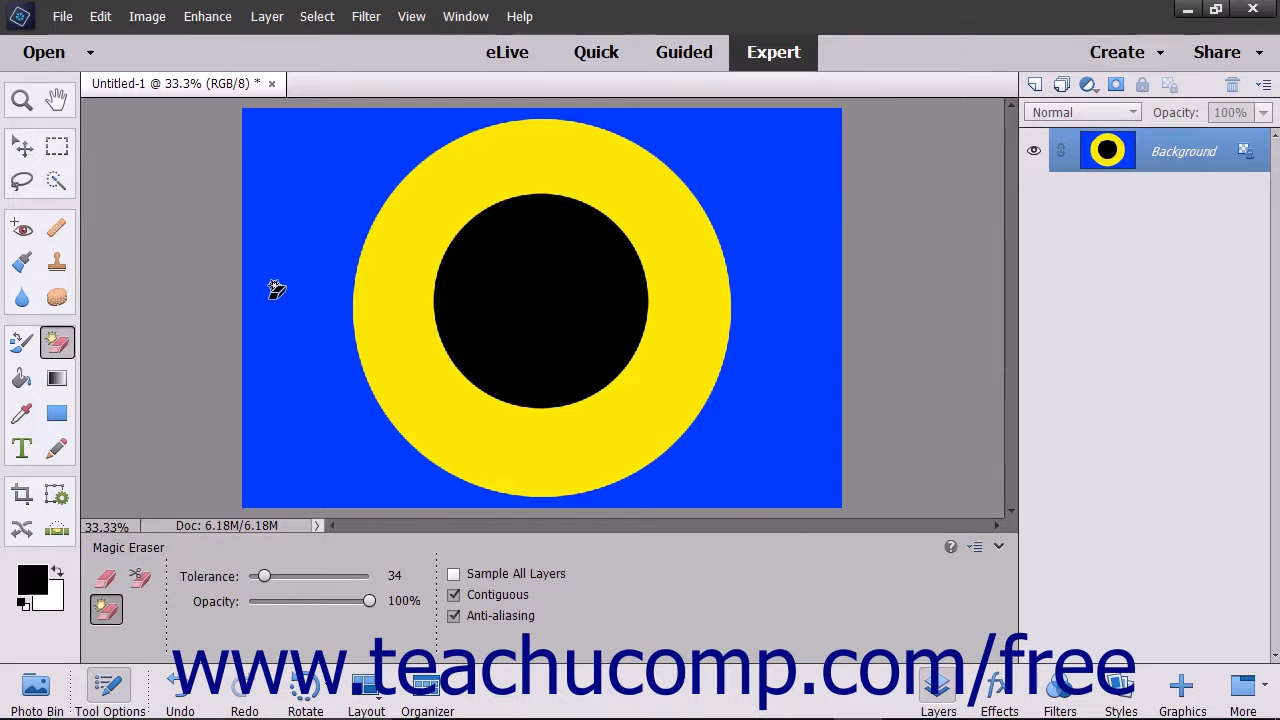 File Edit Image Enhance Layer Select Filter View Window Help
Open eLive Quick Guided Expert Create Share
Untitled-1 @ 33.3% (RGB/8) * ×
Normal Opacity: 100%
Background
T
33.33% Doc: 6.18M/6.18M
Magic Eraser
Tolerance: 34
Opacity: 100%
Sample All Layers
Contiguous
Anti-aliasing
www.teachucomp.com/free
Photo Bin Tool Options Undo Redo Rotate Layout Organizer Layers Effects Filters Styles Graphics More